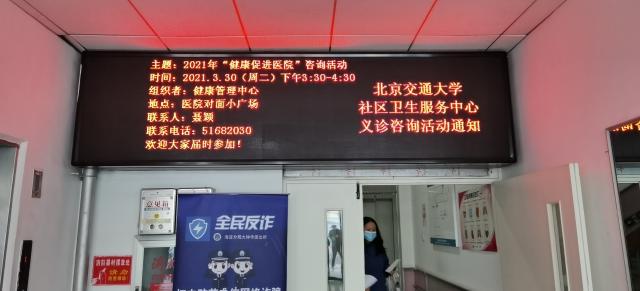 主题：2021年“健康促进医院”咨询活动
时间：2021.3.30（周二）下午3:30-4:30
组织者：健康管理中心
地点：医院对面小广场
联系人：聂颖
联系电话：51682030
欢迎大家届时参加！
北京交通大学
社区卫生服务中心
义诊咨询活动通知
意见箱
全民反诈